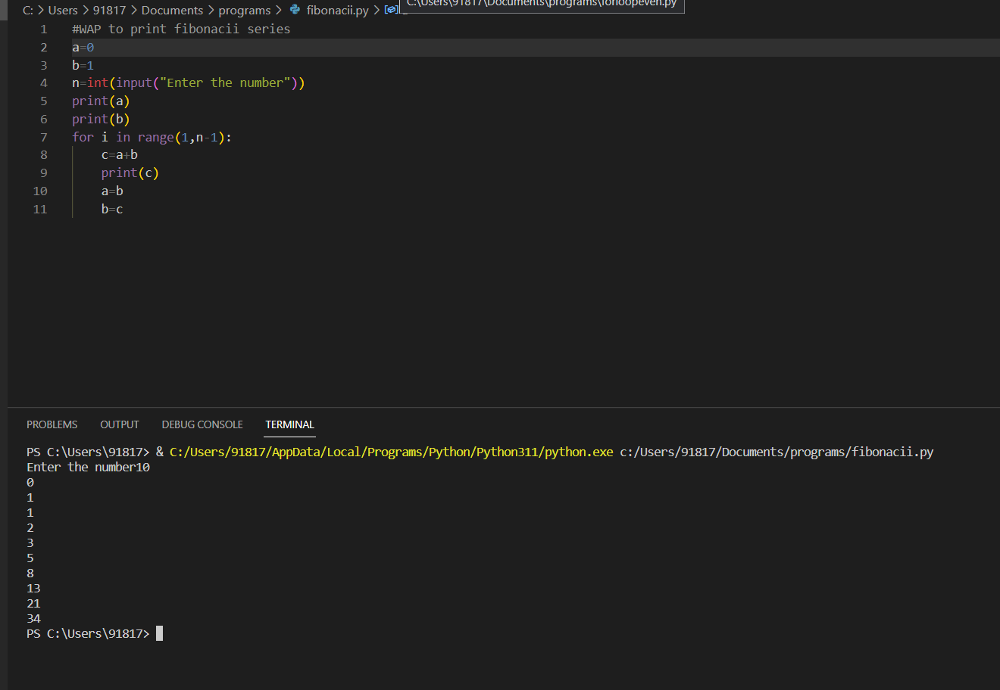 C: > Users > 91817 > Documents > programs > fibonacii.py >
C:\Users\91817\Documents\programs\forloopeven.py
1 #WAP to print fibonacii series
2 a=0
3 b=1
4 n=int(input("Enter the number"))
5 print(a)
6 print(b)
7 for i in range(1,n-1):
8     c=a+b
9     print(c)
10     a=b
11     b=c
PROBLEMS OUTPUT DEBUG CONSOLE TERMINAL
PS C:\Users\91817> & C:/Users/91817/AppData/Local/Programs/Python/Python311/python.exe c:/Users/91817/Documents/programs/fibonacii.py
Enter the number10
0
1
1
2
3
5
8
13
21
34
PS C:\Users\91817>